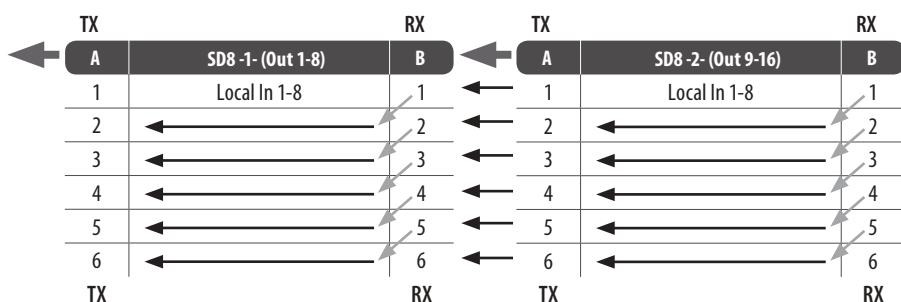 TX RX TX RX
A SD8 -1- (Out 1-8) B A SD8 -2- (Out 9-16) B
1 Local In 1-8 1 1 Local In 1-8 1
2 2 2 2
3 3 3 3
4 4 4 4
5 5 5 5
6 6 6 6
TX RX TX RX